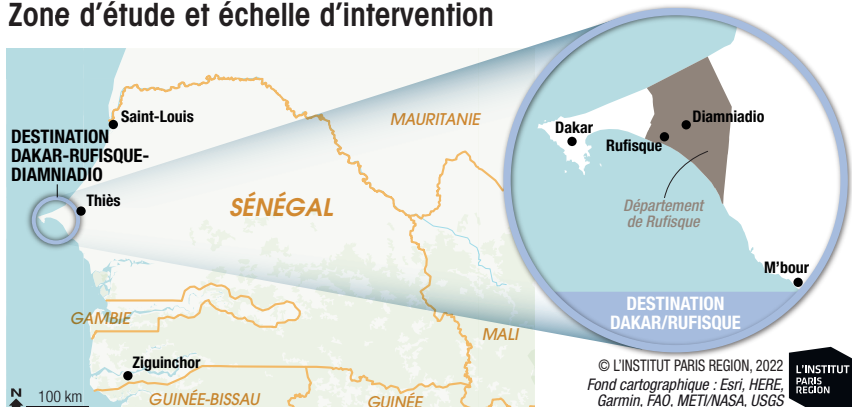 Zone d'étude et échelle d'intervention
Saint-Louis
MAURITANIE
DESTINATION
DAKAR-RUFISQUE-
DIAMNIADIO
Thiès
SÉNÉGAL
GAMBIE
MALI
Ziguinchor
GUINÉE-BISSAU
GUINÉE
N
100 km
Dakar
Diamniadio
Rufisque
Département
de Rufisque
M'bour
DESTINATION
DAKAR/RUFISQUE
© L'INSTITUT PARIS REGION, 2022
Fond cartographique : Esri, HERE,
Garmin, FAO, METI/NASA, USGS
L'INSTITUT
PARIS
REGION